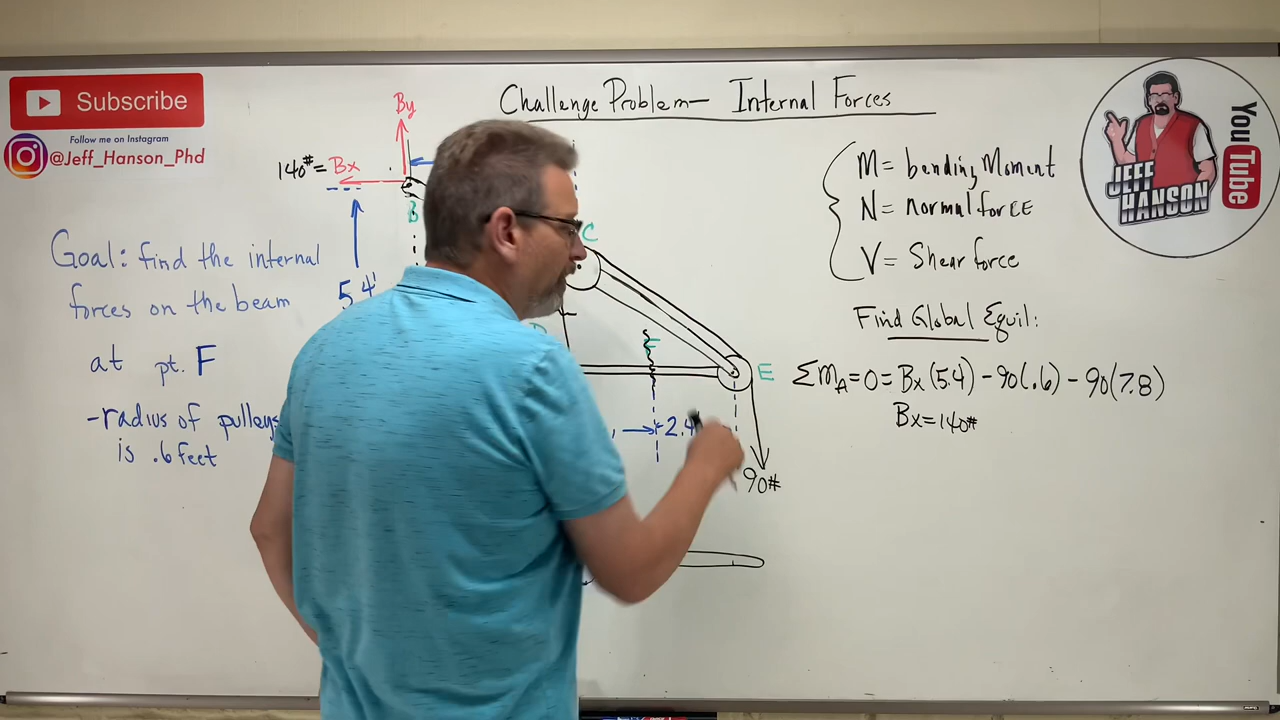 Subscribe
Follow me on Instagram
@Jeff_Hanson_Phd
Challenge Problem— Internal Forces
By
140#= Bx
B
C
Goal: find the internal
forces on the beam
at pt. F
-radius of pulleys
is .6 feet
5.4'
F
E
2.4
90#
M= bending Moment
N= normal forCE
V= Shear force
Find Global Equil:
ΣMA=0= Bx(5.4) -90(.6) -90(7.8)
Bx=140#
JEFF
HANSON
YouTube